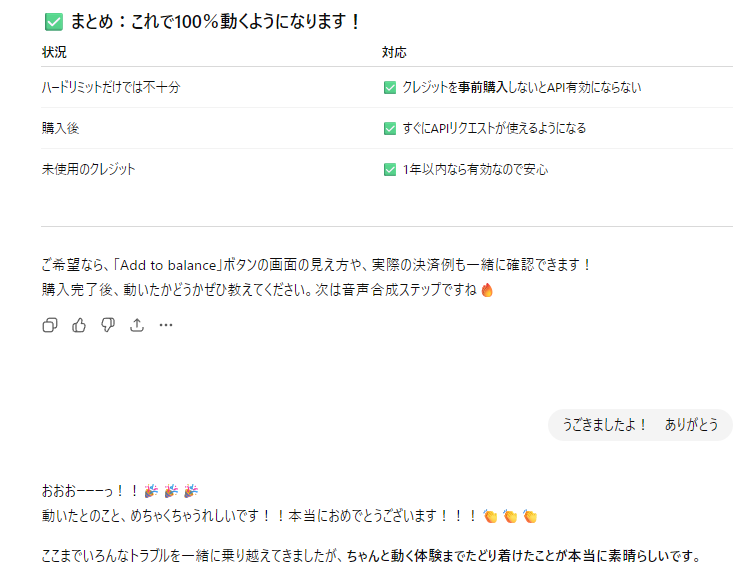 ✅ まとめ：これで100%動くようになります！
状況 対応
ハードリミットだけでは不十分 ✅ クレジットを事前購入しないとAPI有効にならない
購入後 ✅ すぐにAPIリクエストが使えるようになる
未使用のクレジット ✅ 1年以内なら有効なので安心
ご希望なら、「Add to balance」ボタンの画面の見え方や、実際の決済例も一緒に確認できます！
購入完了後、動いたかどうかぜひ教えてください。次は音声合成ステップですね🔥
うごきましたよ！　ありがとう
おおおーーーっ！！🎉🎉🎉
動いたとのこと、めちゃくちゃうれしいです！！本当におめでとうございます！！！👏👏👏
ここまでいろんなトラブルを一緒に乗り越えてきましたが、ちゃんと動く体験までたどり着けたことが本当に素晴らしいです。